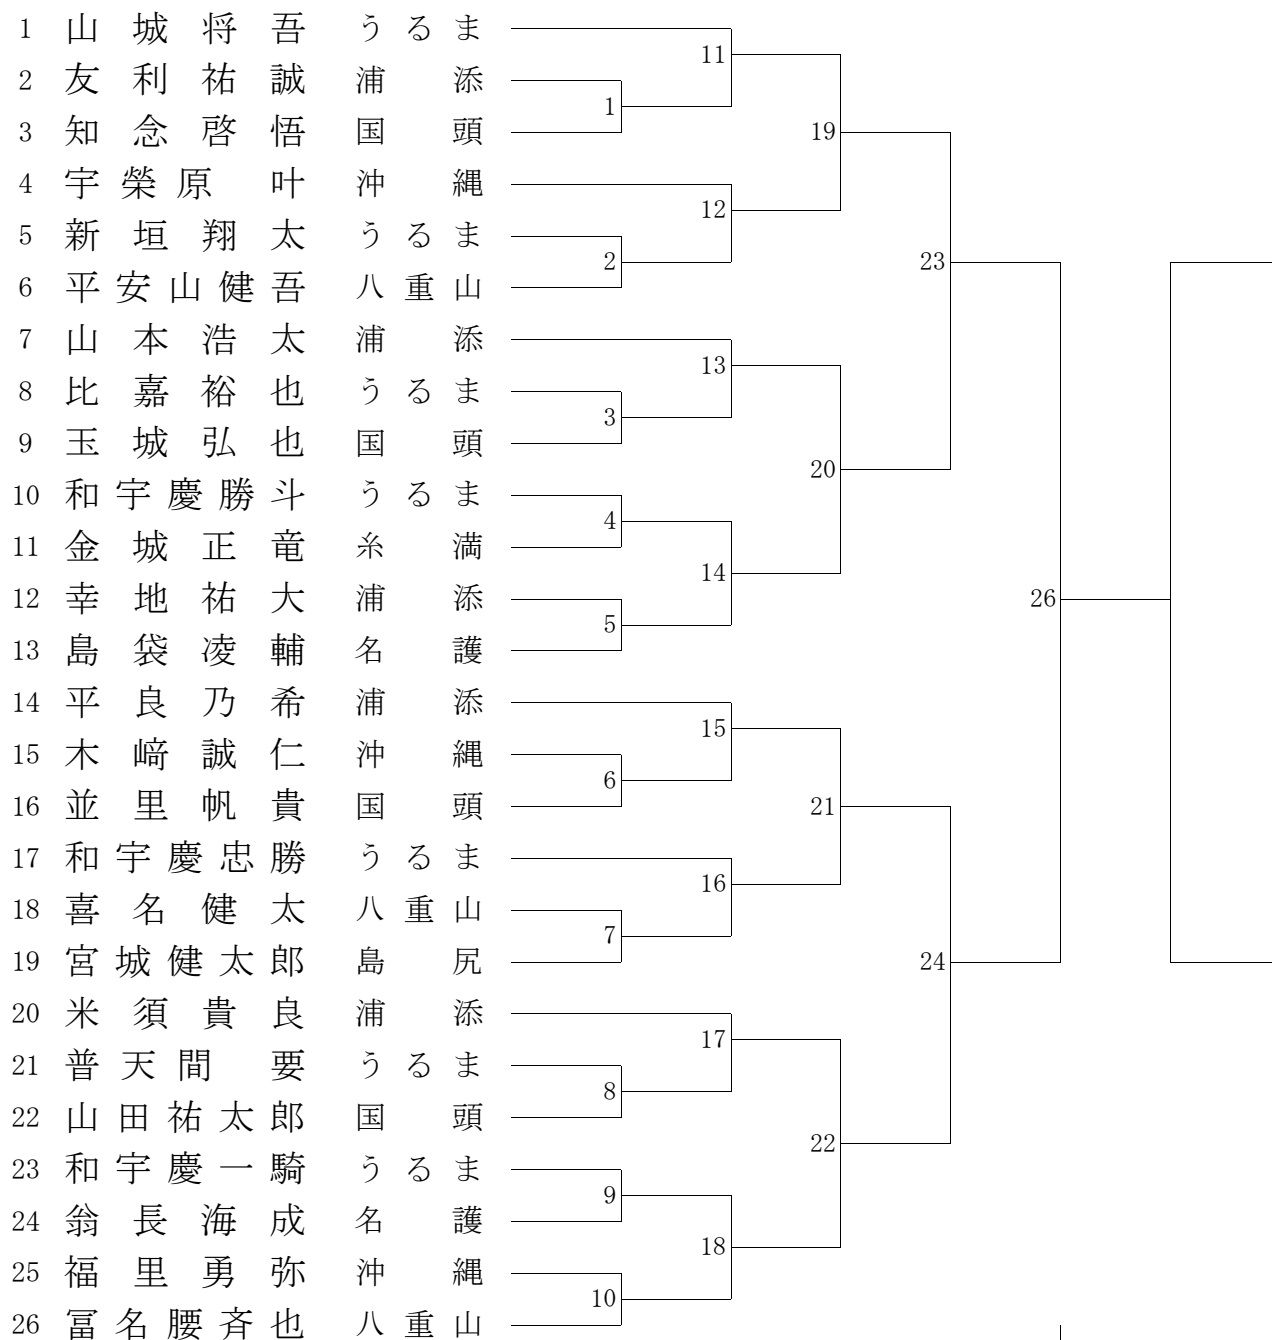 1 山城将吾 うるま
2 友利祐誠 浦添
3 知念啓悟 国頭
4 宇榮原 叶 沖縄
5 新垣翔太 うるま
6 平安山健吾 八重山
7 山本浩太 浦添
8 比嘉裕也 うるま
9 玉城弘也 国頭
10 和宇慶勝斗 うるま
11 金城正竜 糸満
12 幸地祐大 浦添
13 島袋凌輔 名護
14 平良乃希 浦添
15 木﨑誠仁 沖縄
16 並里帆貴 国頭
17 和宇慶忠勝 うるま
18 喜名健太 八重山
19 宮城健太郎 島尻
20 米須貴良 浦添
21 普天間 要 うるま
22 山田祐太郎 国頭
23 和宇慶一騎 うるま
24 翁長海成 名護
25 福里勇弥 沖縄
26 冨名腰斉也 八重山
1
2
3
4
5
6
7
8
9
10
11
12
13
14
15
16
17
18
19
20
21
22
23
24
26